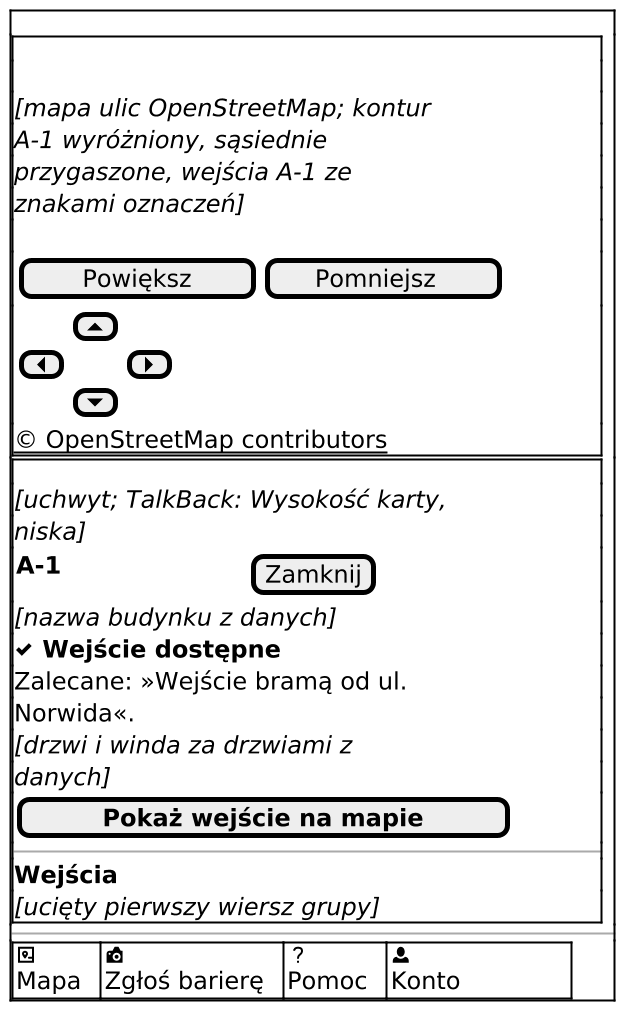 [mapa ulic OpenStreetMap; kontur
A-1 wyróżniony, sąsiednie
przygaszone, wejścia A-1 ze
znakami oznaczeń]
Powiększ Pomniejsz
© OpenStreetMap contributors
[uchwyt; TalkBack: Wysokość karty,
niska]
A-1 Zamknij
[nazwa budynku z danych]
✓ Wejście dostępne
Zalecane: »Wejście bramą od ul.
Norwida«.
[drzwi i winda za drzwiami z
danych]
Pokaż wejście na mapie
Wejścia
[ucięty pierwszy wiersz grupy]
?
Mapa Zgłoś barierę Pomoc Konto